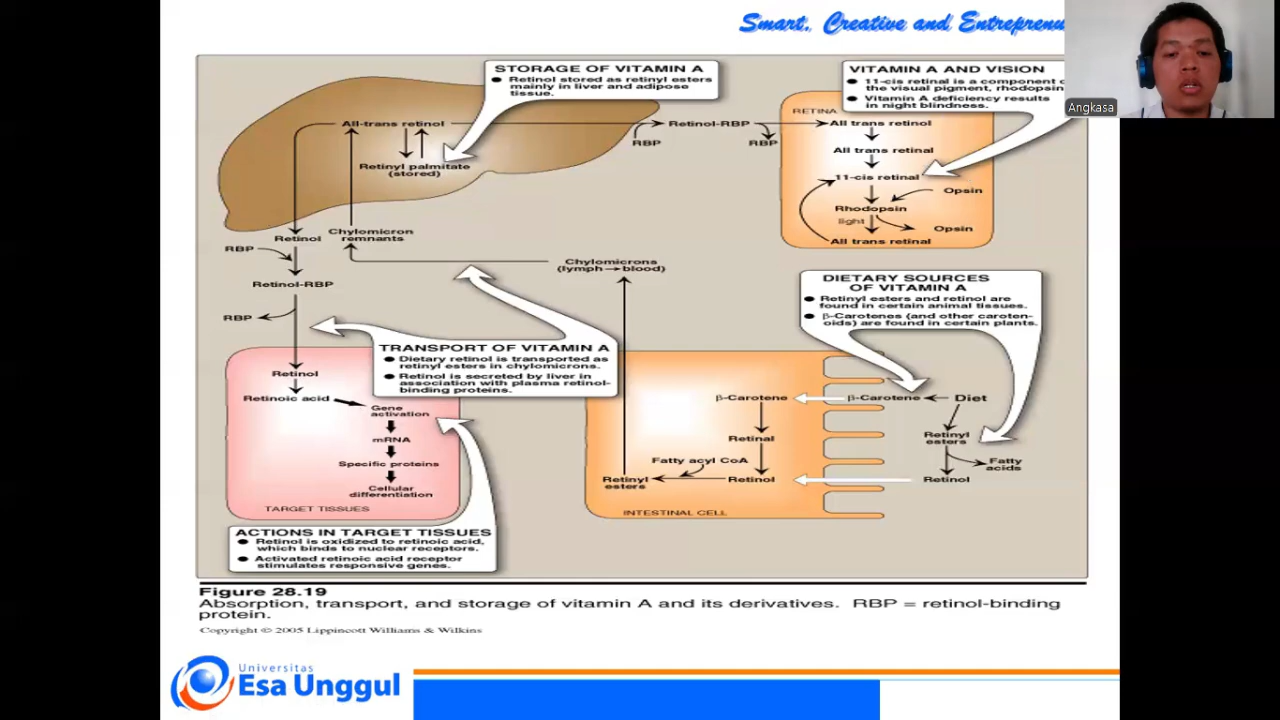 Smart, Creative and Entrepreneu
Angkasa
STORAGE OF VITAMIN A
● Retinol stored as retinyl esters
mainly in liver and adipose
tissue.
VITAMIN A AND VISION
● 11-cis retinal is a component o
the visual pigment, rhodopsin
● Vitamin A deficiency results
in night blindness.
All-trans retinol
Retinyl palmitate
(stored)
RBP
Retinol-RBP
RBP
RETINA
All trans retinol
All trans retinal
11-cis retinal
Opsin
Rhodopsin
light
Opsin
All trans retinal
RBP
Retinol
Chylomicron
remnants
Retinol-RBP
RBP
Chylomicrons
(lymph → blood)
DIETARY SOURCES
OF VITAMIN A
● Retinyl esters and retinol are
found in certain animal tissues.
● β-Carotenes (and other caroten-
oids) are found in certain plants.
TRANSPORT OF VITAMIN A
● Dietary retinol is transported as
retinyl esters in chylomicrons.
● Retinol is secreted by liver in
association with plasma retinol-
binding proteins.
Retinol
Retinoic acid
Gene
activation
mRNA
Specific proteins
Cellular
differentiation
TARGET TISSUES
β-Carotene
β-Carotene
Diet
Retinal
Retinyl
esters
Fatty acyl CoA
Fatty
acids
Retinyl
esters
Retinol
Retinol
INTESTINAL CELL
ACTIONS IN TARGET TISSUES
● Retinol is oxidized to retinoic acid,
which binds to nuclear receptors.
● Activated retinoic acid receptor
stimulates responsive genes.
Figure 28.19
Absorption, transport, and storage of vitamin A and its derivatives. RBP = retinol-binding
protein.
Copyright © 2005 Lippincott Williams & Wilkins
Universitas
Esa Unggul